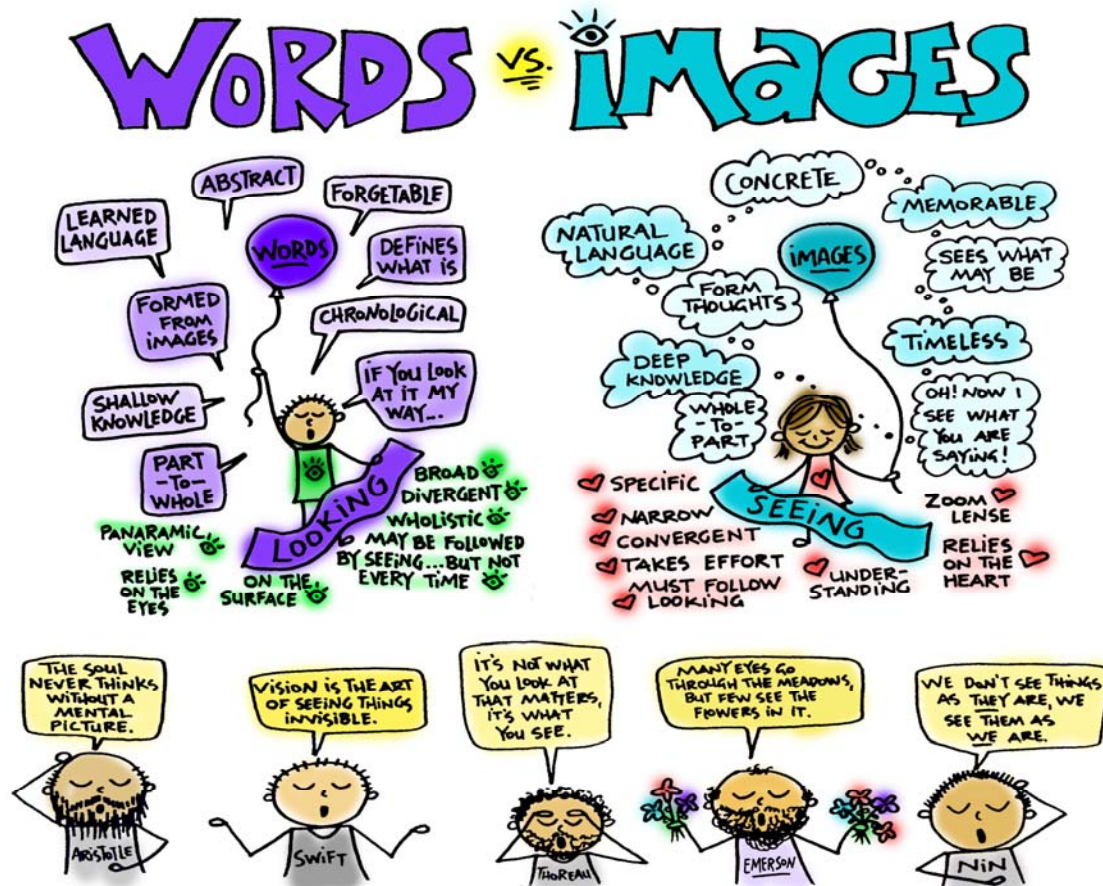 WORDS vs. iMAGES
ABSTRACT
FORGETABLE
LEARNED
LANGUAGE
WORDS
DEFINES
WHAT IS
FORMED
FROM
iMAGES
CHRONOLOGICAL
SHALLOW
KNOWLEDGE
iF YOU LOOK
AT IT MY
WAY...
PART
-TO-
WHOLE
LOOKING
BROAD
DIVERGENT
WHOLISTIC
MAY BE FOLLOWED
BY SEEING...BUT NOT
EVERY TIME
PANARAMIC
VIEW
RELIES
ON THE
EYES
ON THE
SURFACE
CONCRETE
MEMORABLE
NATURAL
LANGUAGE
iMAGES
SEES WHAT
MAY BE
FORM
THOUGHTS
TIMELESS
DEEP
KNOWLEDGE
WHOLE
-TO-
PART
OH! NOW I
SEE WHAT
YOU ARE
SAYING!
SEEING
SPECIFIC
NARROW
CONVERGENT
TAKES EFFORT
MUST FOLLOW
LOOKING
UNDER-
STANDING
ZOOM
LENSE
RELIES
ON THE
HEART
THE SOUL
NEVER THINKS
WITHOUT A
MENTAL
PICTURE.
ARISTOTLE
VISION IS THE ART
OF SEEING THINGS
INVISIBLE.
SWIFT
IT'S NOT WHAT
YOU LOOK AT
THAT MATTERS,
IT'S WHAT
YOU SEE.
THOREAU
MANY EYES GO
THROUGH THE MEADOWS,
BUT FEW SEE THE
FLOWERS IN IT.
EMERSON
WE DON'T SEE THINGS
AS THEY ARE, WE
SEE THEM AS
WE ARE.
NIN